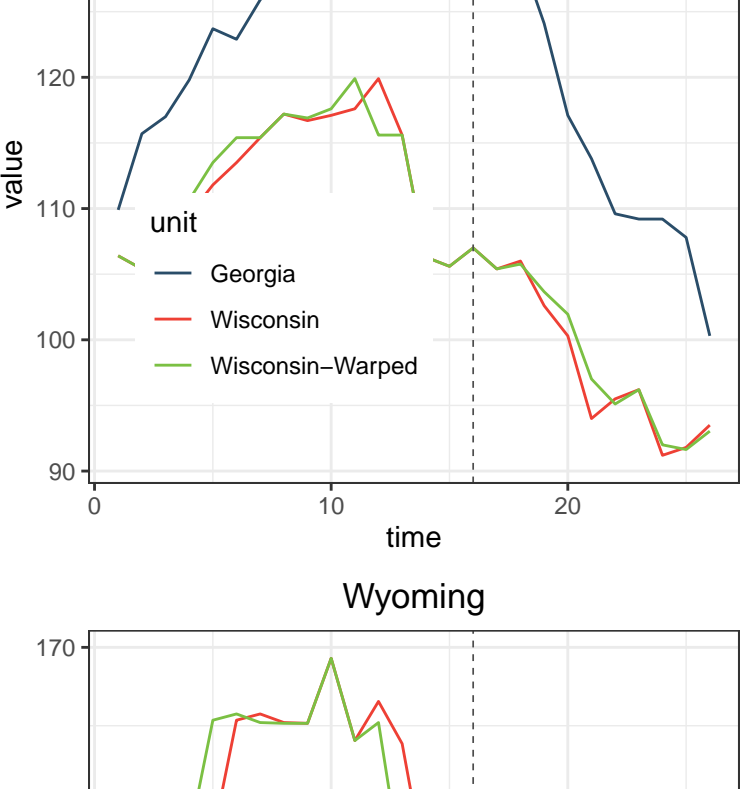 120
110
100
90
value
unit
Georgia
Wisconsin
Wisconsin−Warped
0 10 20
time
Wyoming
170